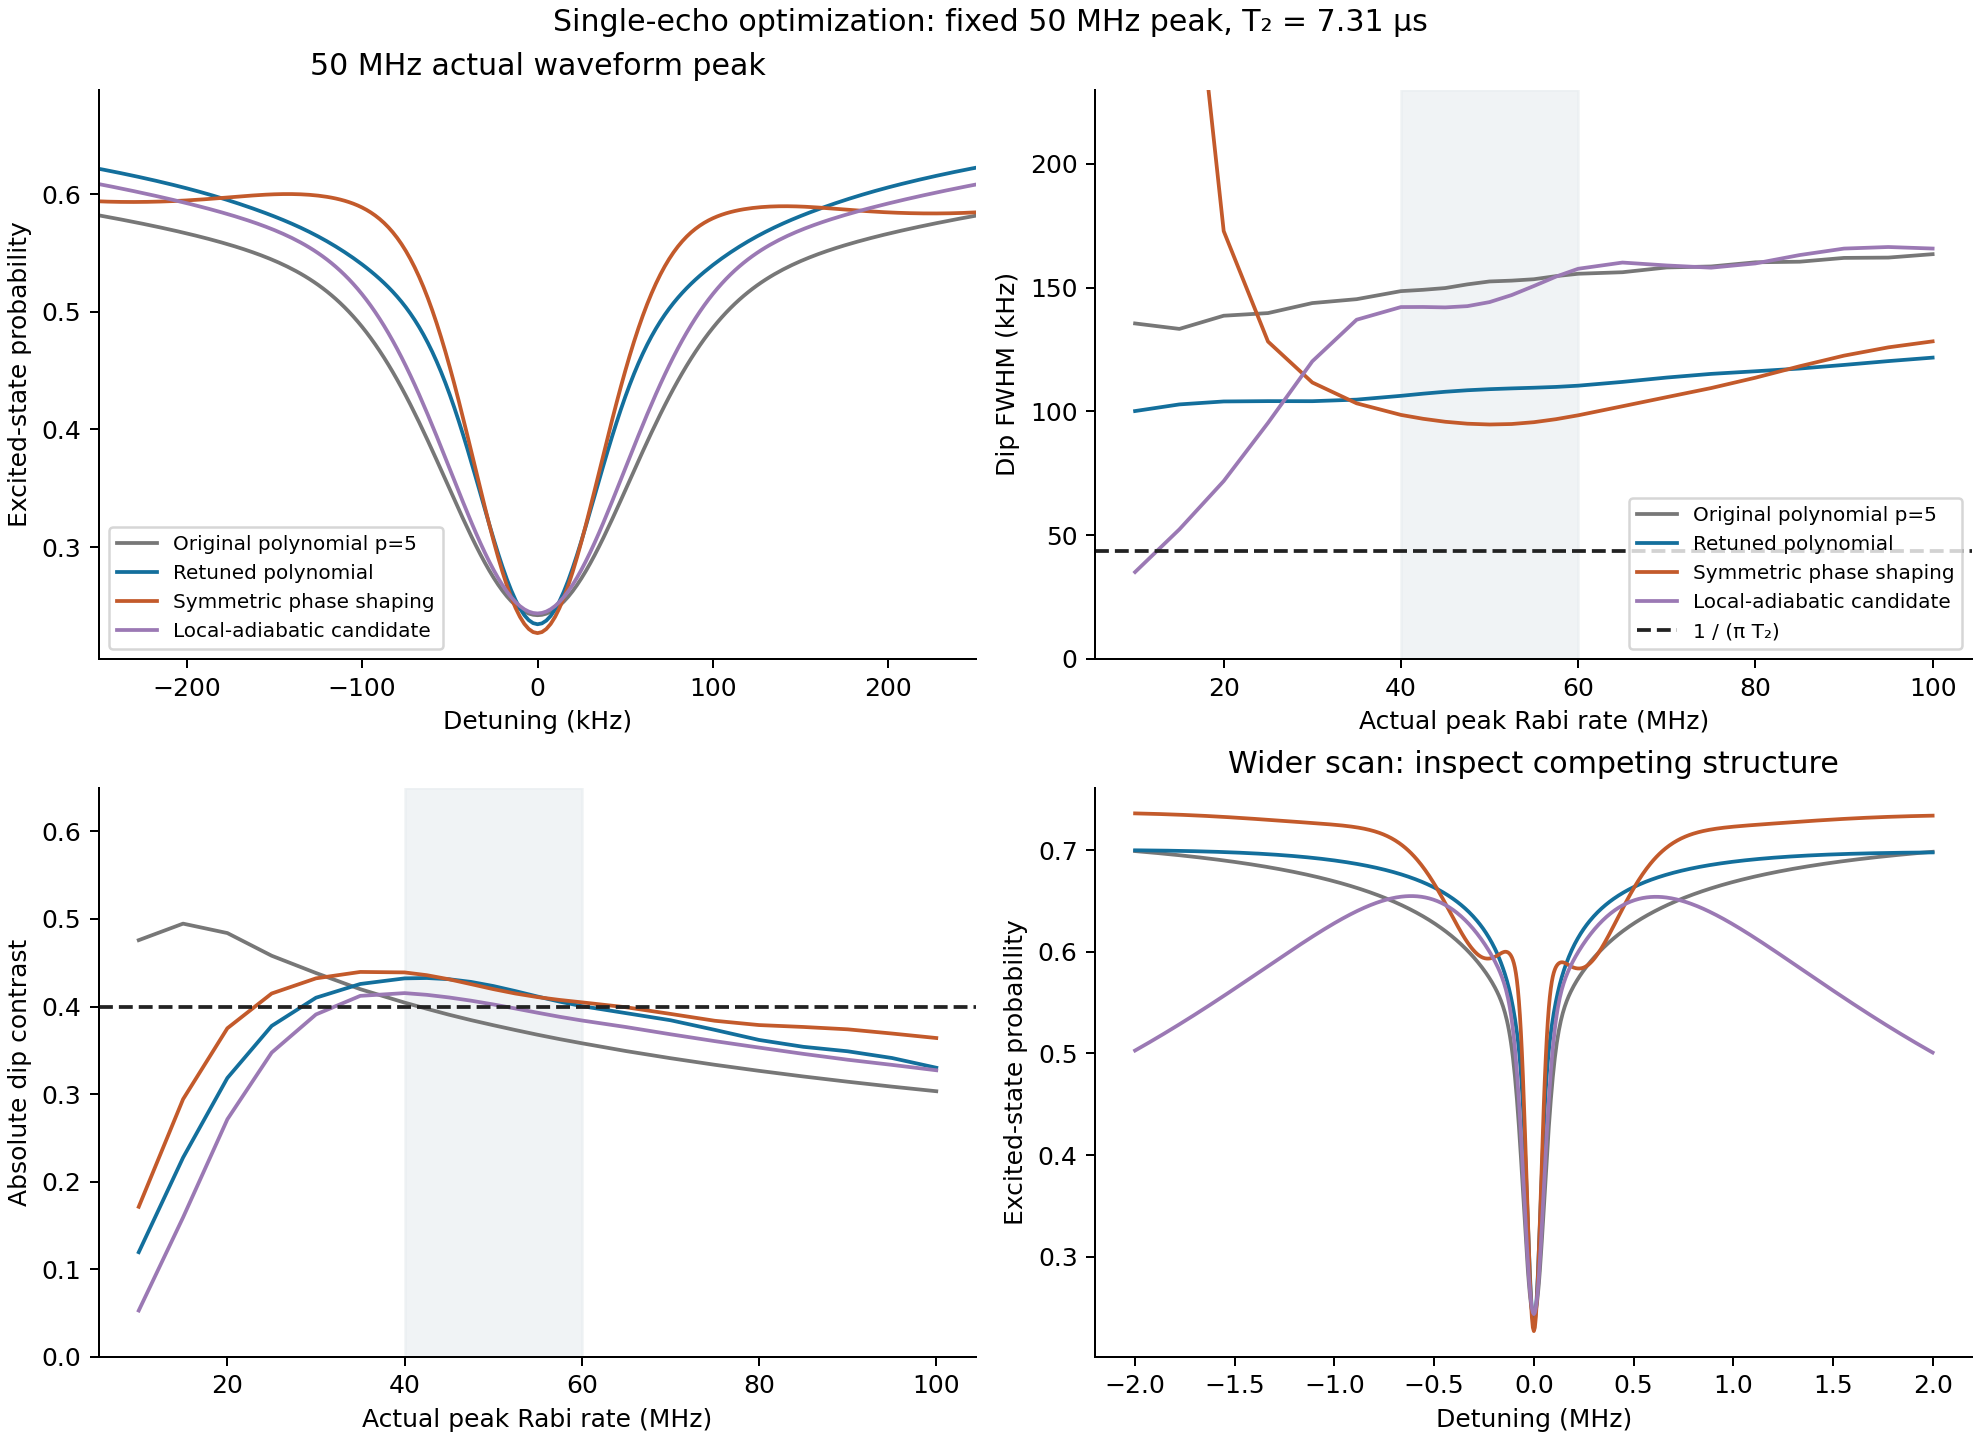 Single-echo optimization: fixed 50 MHz peak, T₂ = 7.31 µs
50 MHz actual waveform peak
Excited-state probability
0.6
0.5
0.4
0.3
Original polynomial p=5
Retuned polynomial
Symmetric phase shaping
Local-adiabatic candidate
−200
−100
0
100
200
Detuning (kHz)
Dip FWHM (kHz)
200
150
100
50
0
Original polynomial p=5
Retuned polynomial
Symmetric phase shaping
Local-adiabatic candidate
1 / (π T₂)
20
40
60
80
100
Actual peak Rabi rate (MHz)
Absolute dip contrast
0.6
0.5
0.4
0.3
0.2
0.1
0.0
20
40
60
80
100
Actual peak Rabi rate (MHz)
Wider scan: inspect competing structure
Excited-state probability
0.7
0.6
0.5
0.4
0.3
−2.0
−1.5
−1.0
−0.5
0.0
0.5
1.0
1.5
2.0
Detuning (MHz)